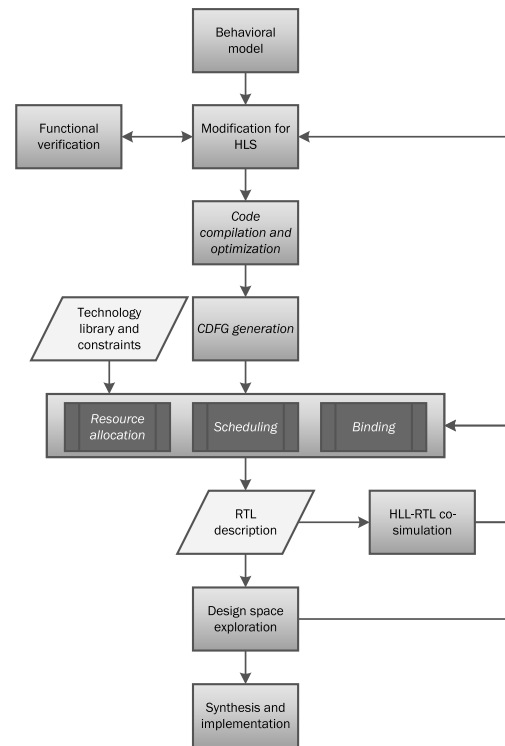 Behavioral
model
Functional
verification
Modification for
HLS
Code
compilation and
optimization
Technology
library and
constraints
CDFG generation
Resource
allocation
Scheduling
Binding
RTL
description
HLL-RTL co-
simulation
Design space
exploration
Synthesis and
implementation